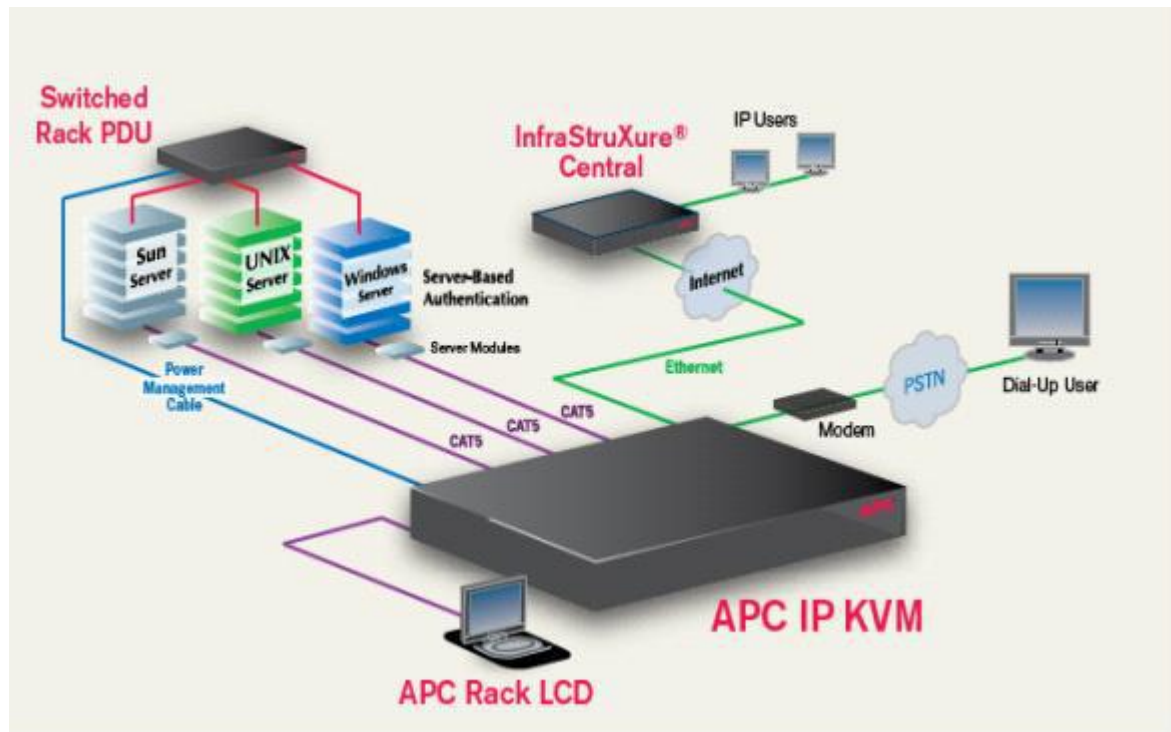 Switched
Rack PDU
InfraStruXure®
Central
IP Users
Sun
Server
UNIX
Server
Windows
Server
Server-Based
Authentication
Server Modules
Internet
Ethernet
PSTN
Dial-Up User
Modem
Power
Management
Cable
CAT5
CAT5
CAT5
APC
APC IP KVM
APC Rack LCD